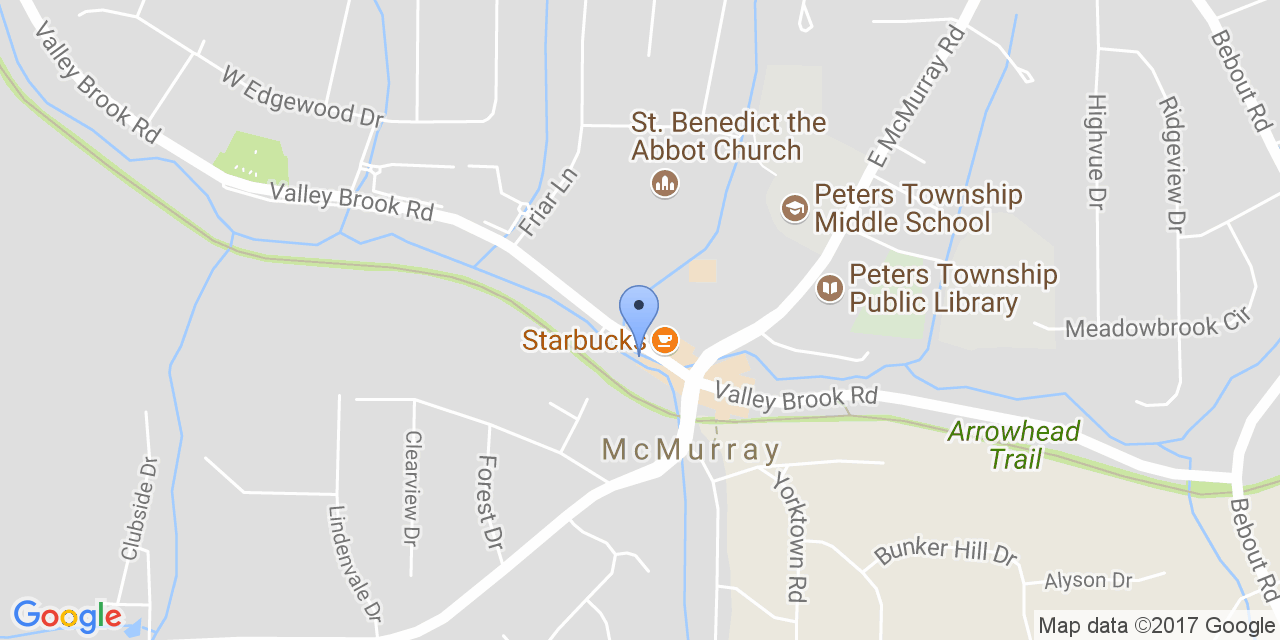 Valley Brook Rd
W Edgewood Dr
Valley Brook Rd
Friar Ln
St. Benedict the
Abbot Church
E McMurray Rd
Bebout Rd
Highvue Dr
Ridgeview Dr
Peters Township
Middle School
Peters Township
Public Library
Meadowbrook Cir
Starbucks
Valley Brook Rd
Arrowhead
Trail
McMurray
Clubside Dr
Clearview Dr
Forest Dr
Lindenvale Dr
Yorktown Rd
Bunker Hill Dr
Alyson Dr
Bebout Rd
Google
Map data ©2017 Google